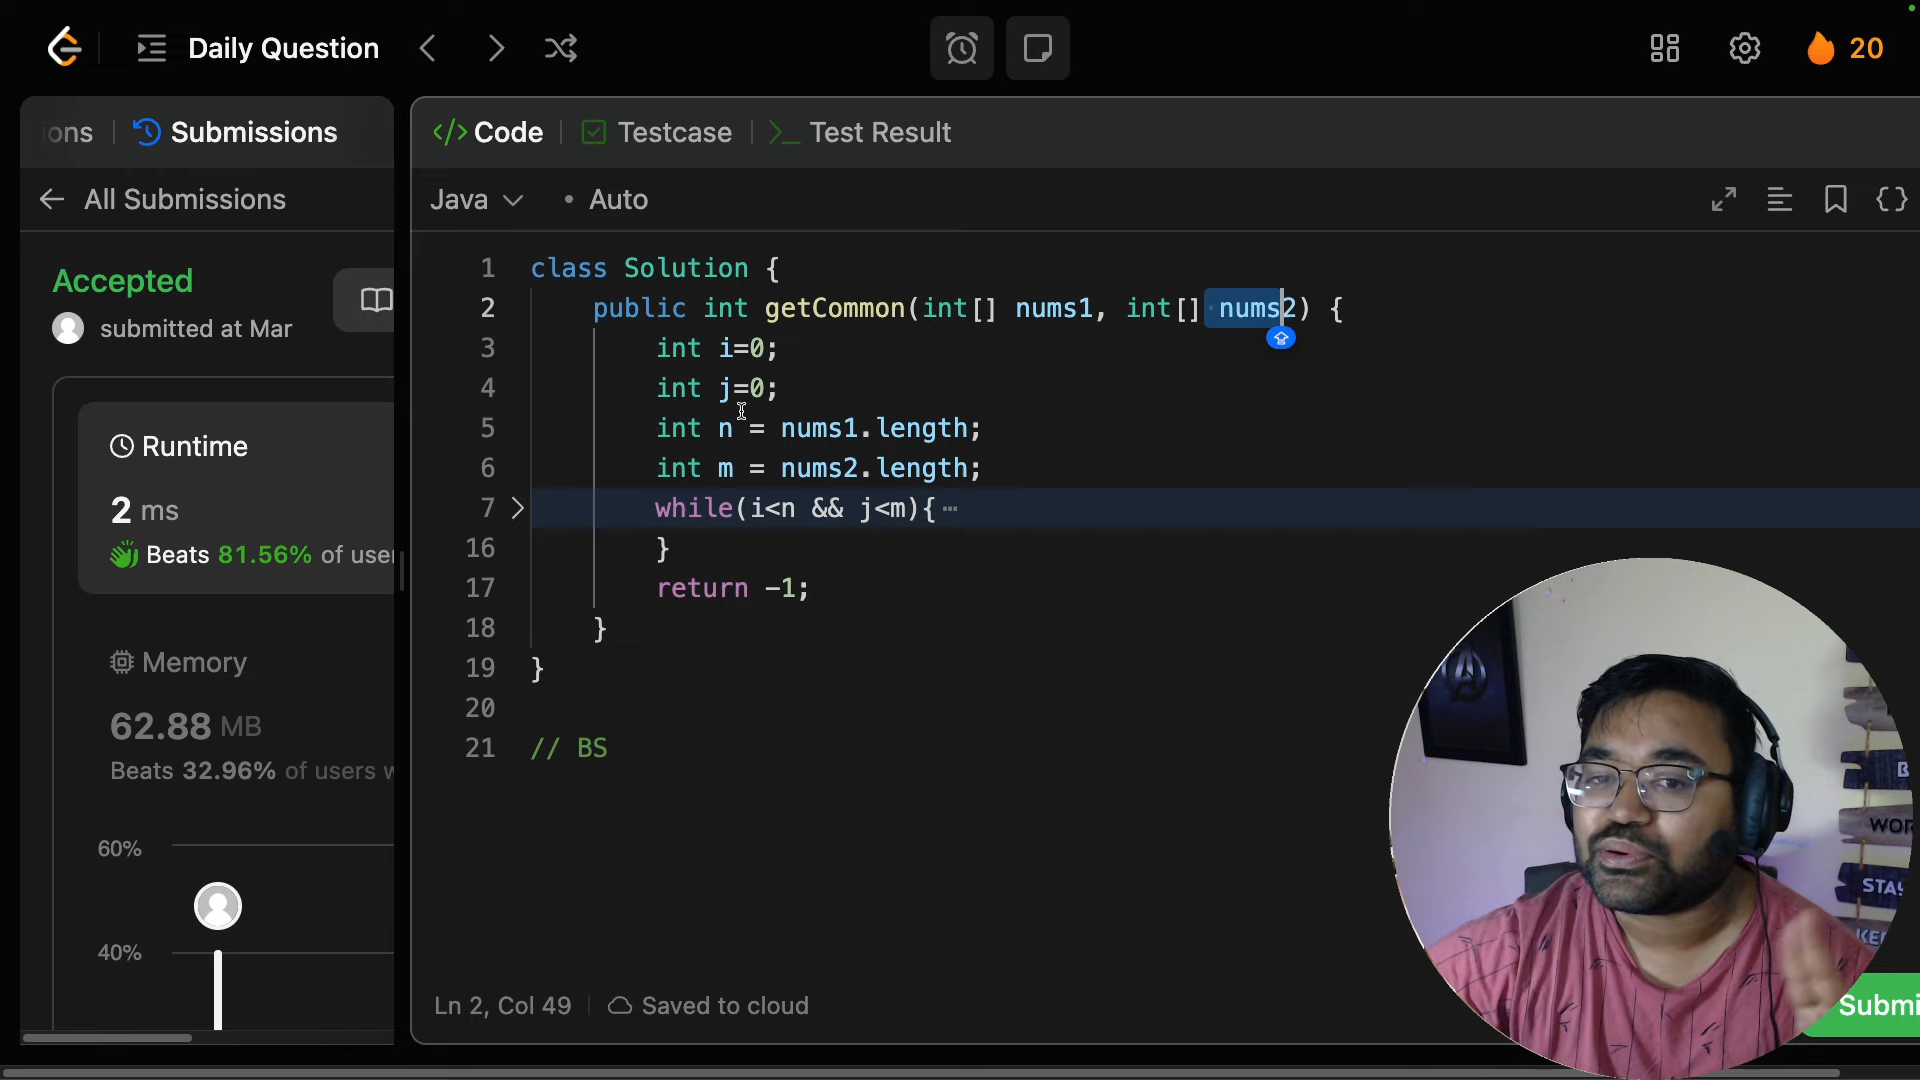 Daily Question
20
ions
Submissions
</> Code
Testcase
Test Result
All Submissions
Java
• Auto
Accepted
submitted at Mar
Runtime
2 ms
Beats 81.56% of user
Memory
62.88 MB
Beats 32.96% of users w
60%
40%
1 class Solution {
2 public int getCommon(int[] nums1, int[] nums2) {
3 int i=0;
4 int j=0;
5 int n = nums1.length;
6 int m = nums2.length;
7 while(i<n && j<m){ ⋯
16 }
17 return -1;
18 }
19 }
20
21 // BS
Ln 2, Col 49
Saved to cloud
Submi
WOR
STAY